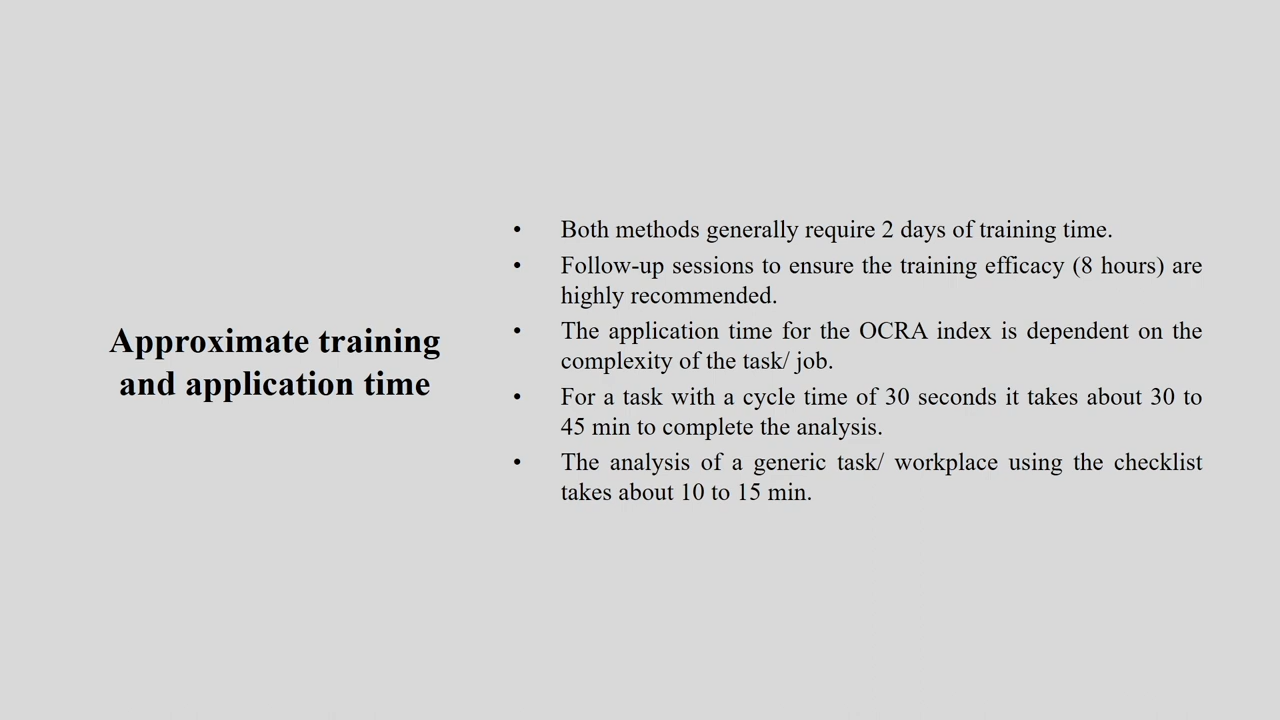 Approximate training
and application time
• Both methods generally require 2 days of training time.
• Follow-up sessions to ensure the training efficacy (8 hours) are
highly recommended.
• The application time for the OCRA index is dependent on the
complexity of the task/ job.
• For a task with a cycle time of 30 seconds it takes about 30 to
45 min to complete the analysis.
• The analysis of a generic task/ workplace using the checklist
takes about 10 to 15 min.